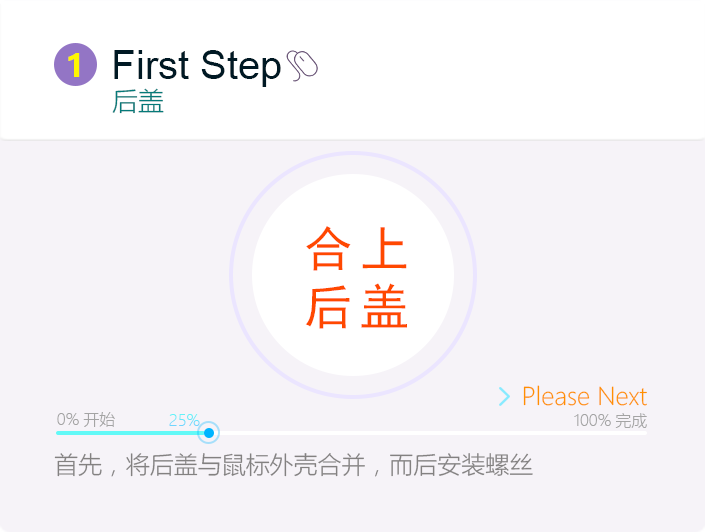 1 First Step
后盖
合上
后盖
Please Next
0% 开始 25% 100% 完成
首先，将后盖与鼠标外壳合并，而后安装螺丝